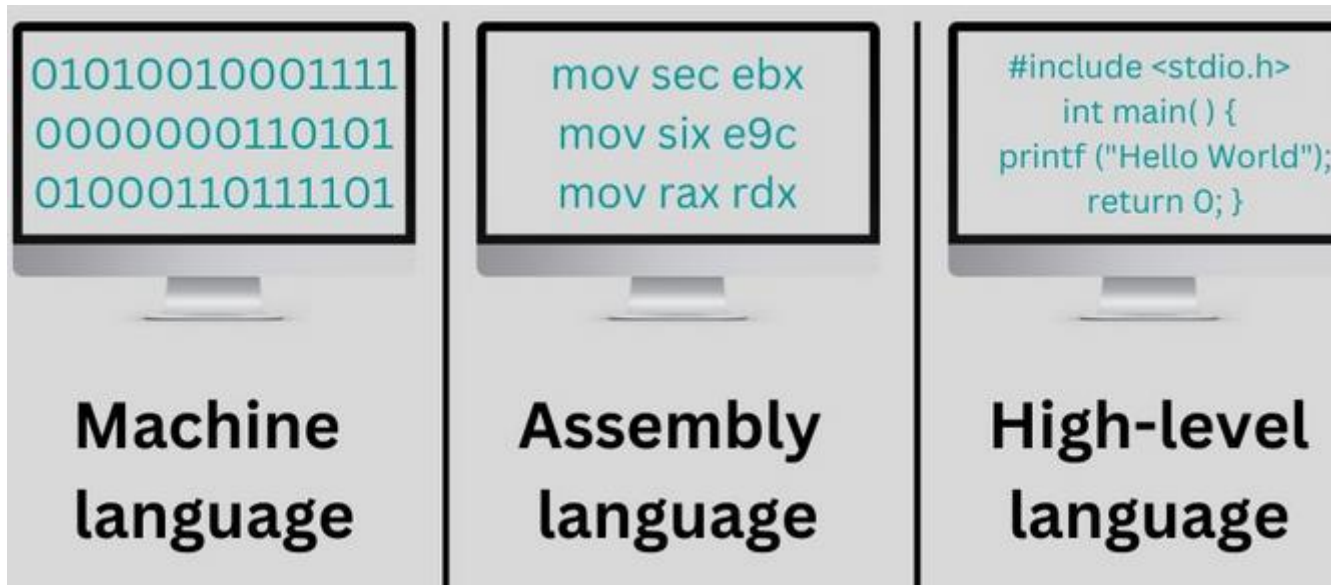 01010010001111
0000000110101
01000110111101
Machine
language
mov sec ebx
mov six e9c
mov rax rdx
Assembly
language
#include <stdio.h>
int main( ) {
printf ("Hello World");
return 0; }
High-level
language